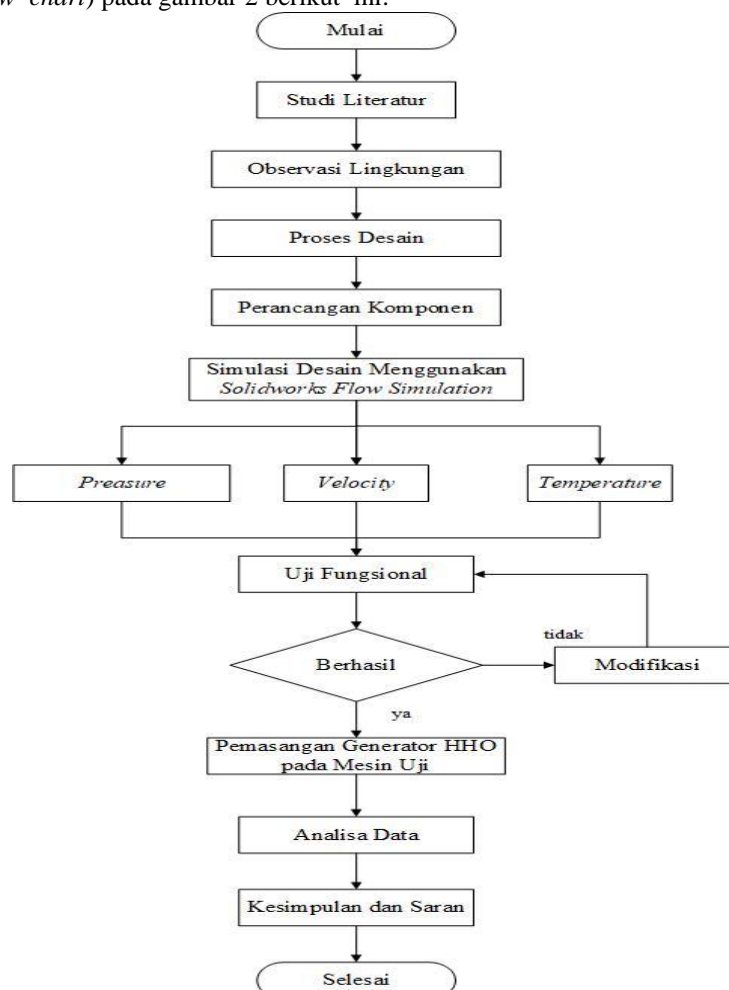 w chart) pada gambar 2 berikut ini.
Mulai
Studi Literatur
Observasi Lingkungan
Proses Desain
Perancangan Komponen
Simulasi Desain Menggunakan
Solidworks Flow Simulation
Preasure
Velocity
Temperature
Uji Fungsional
Berhasil
tidak
Modifikasi
ya
Pemasangan Generator HHO
pada Mesin Uji
Analisa Data
Kesimpulan dan Saran
Selesai